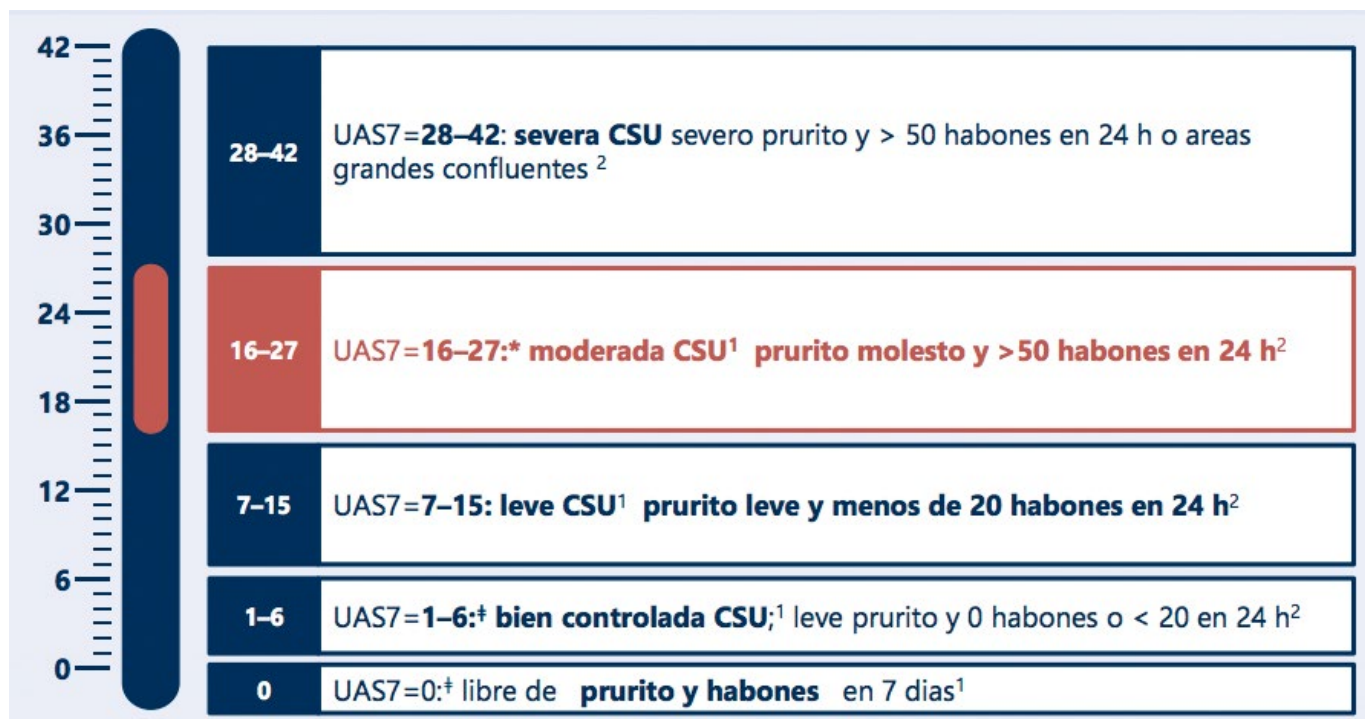 42
36
30
24
18
12
6
0
28–42
UAS7=28–42: severa CSU severo prurito y > 50 habones en 24 h o areas
grandes confluentes ²
16–27
UAS7=16–27:* moderada CSU¹ prurito molesto y >50 habones en 24 h²
7–15
UAS7=7–15: leve CSU¹ prurito leve y menos de 20 habones en 24 h²
1–6
UAS7=1–6:ǂ bien controlada CSU;¹ leve prurito y 0 habones o < 20 en 24 h²
0
UAS7=0:ǂ libre de prurito y habones en 7 dias¹